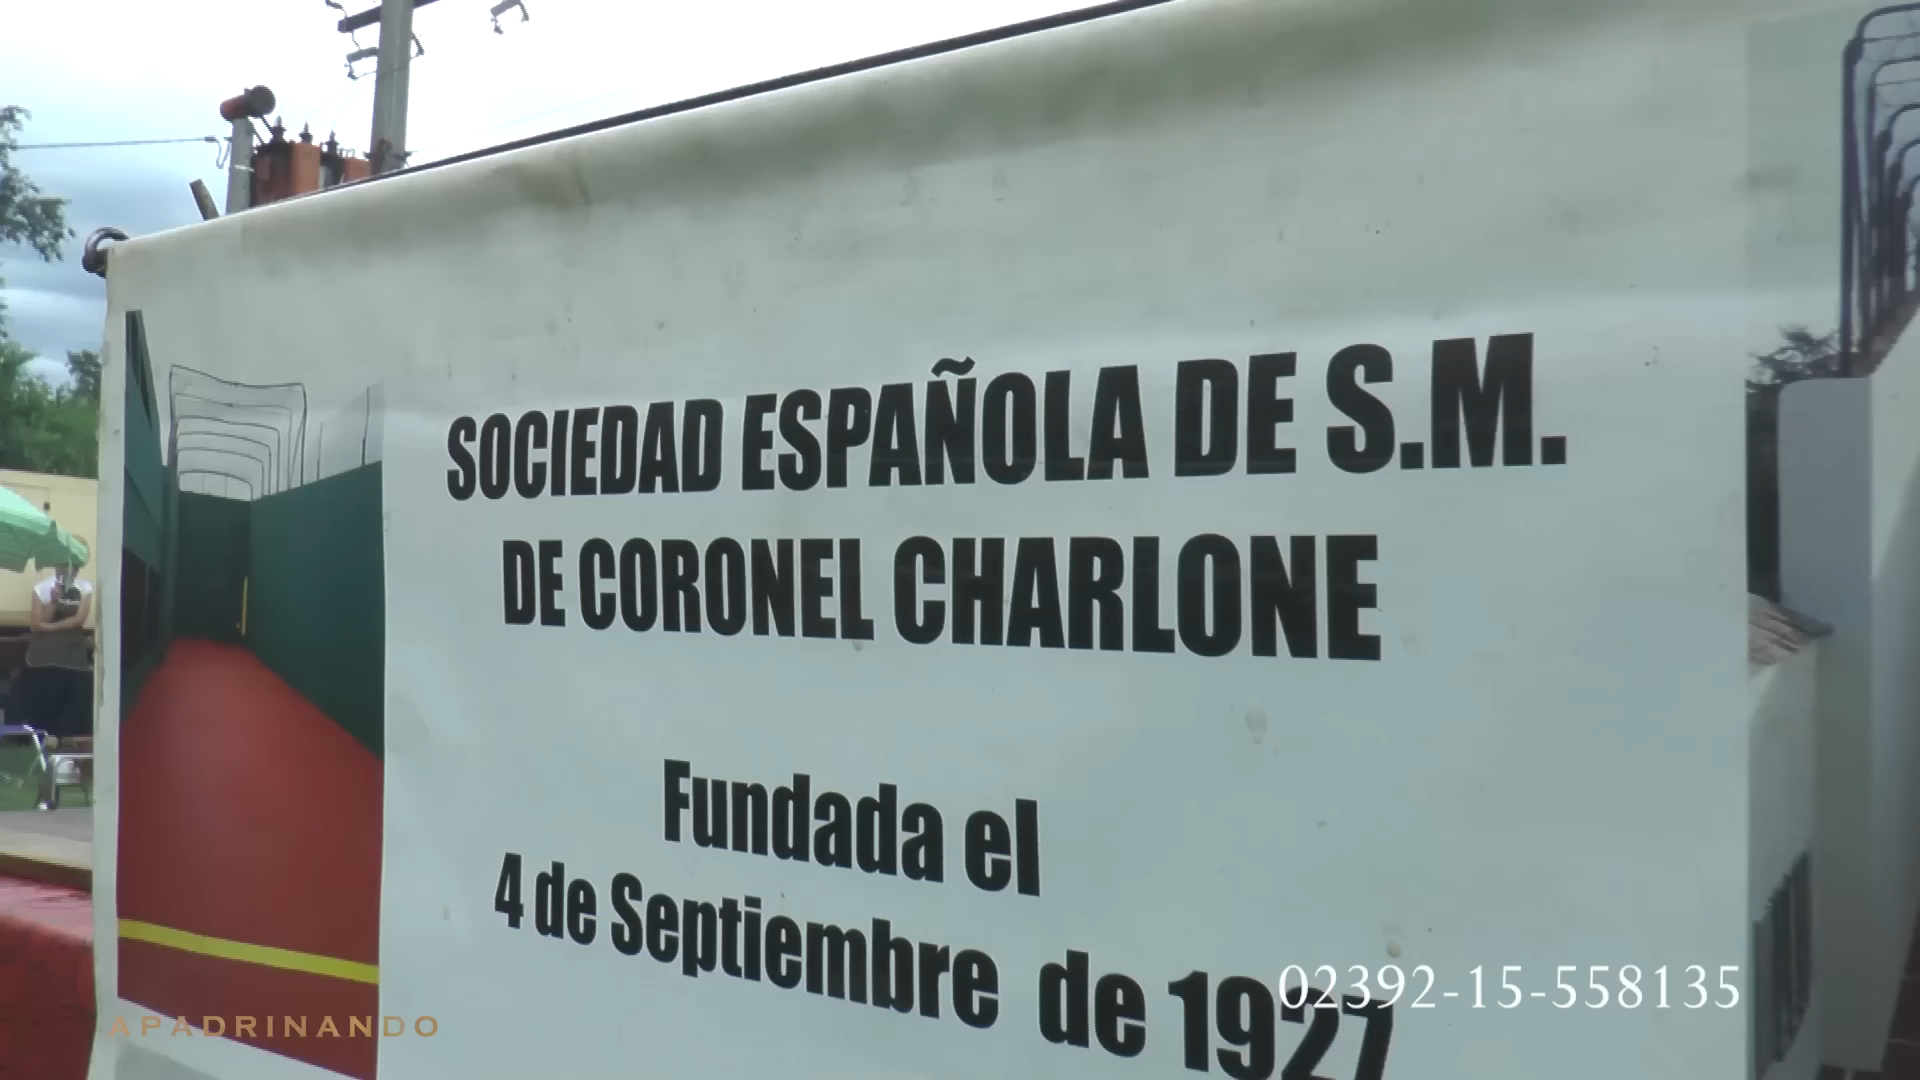 SOCIEDAD ESPAÑOLA DE S.M.
DE CORONEL CHARLONE
Fundada el
4 de Septiembre de 1927
02392-15-558135
APADRINANDO